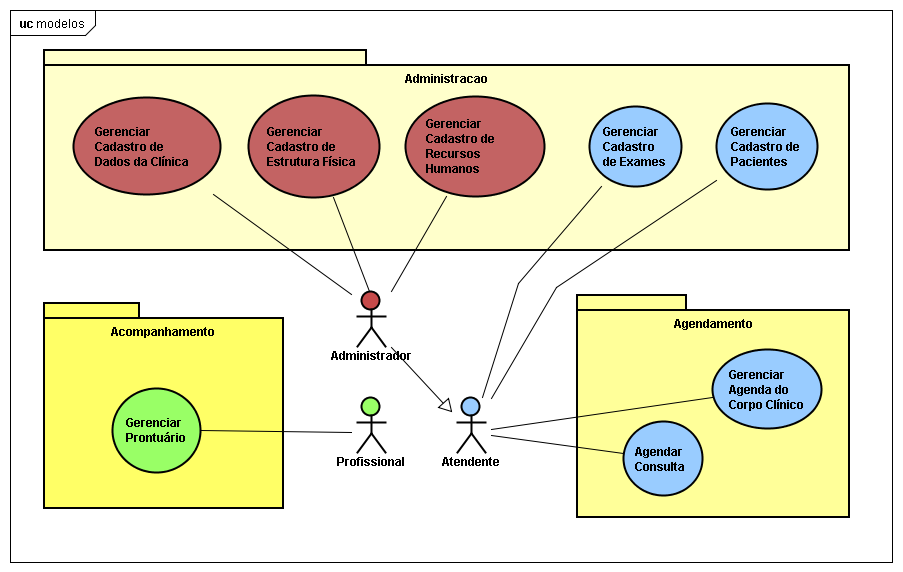 uc modelos
Administracao
Gerenciar
Cadastro de
Dados da Clínica
Gerenciar
Cadastro de
Estrutura Física
Gerenciar
Cadastro de
Recursos
Humanos
Gerenciar
Cadastro
de Exames
Gerenciar
Cadastro de
Pacientes
Administrador
Acompanhamento
Gerenciar
Prontuário
Profissional
Atendente
Agendamento
Gerenciar
Agenda do
Corpo Clínico
Agendar
Consulta